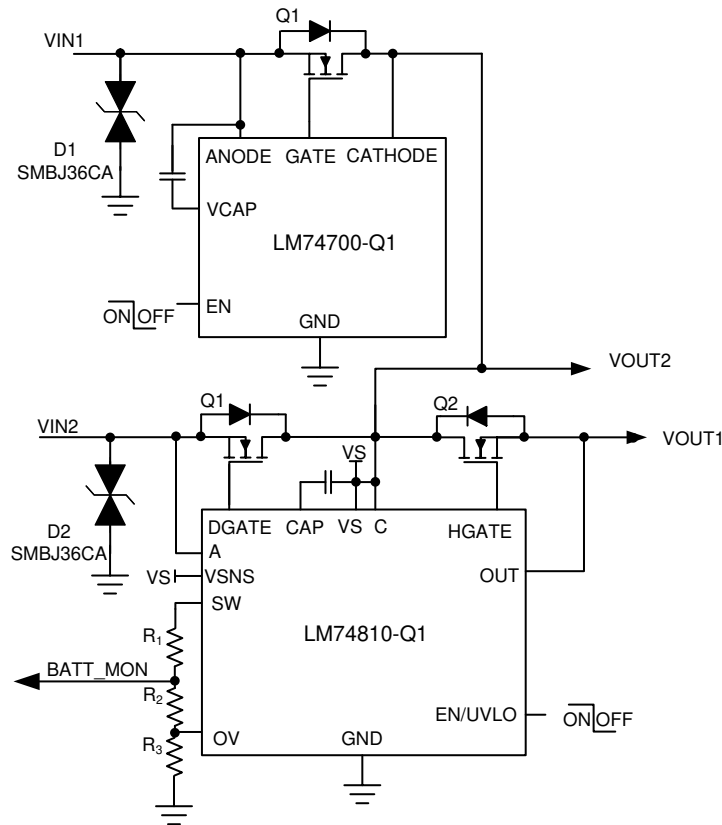 Q1
VIN1
D1
SMBJ36CA
ANODE GATE CATHODE
VCAP
LM74700-Q1
EN
ON OFF
GND
VOUT2
Q1
Q2
VIN2
VOUT1
VS
D2
SMBJ36CA
DGATE CAP VS C HGATE
A
VS VSNS
OUT
SW
R1
LM74810-Q1
BATT_MON
R2
EN/UVLO
ON OFF
R3
OV
GND